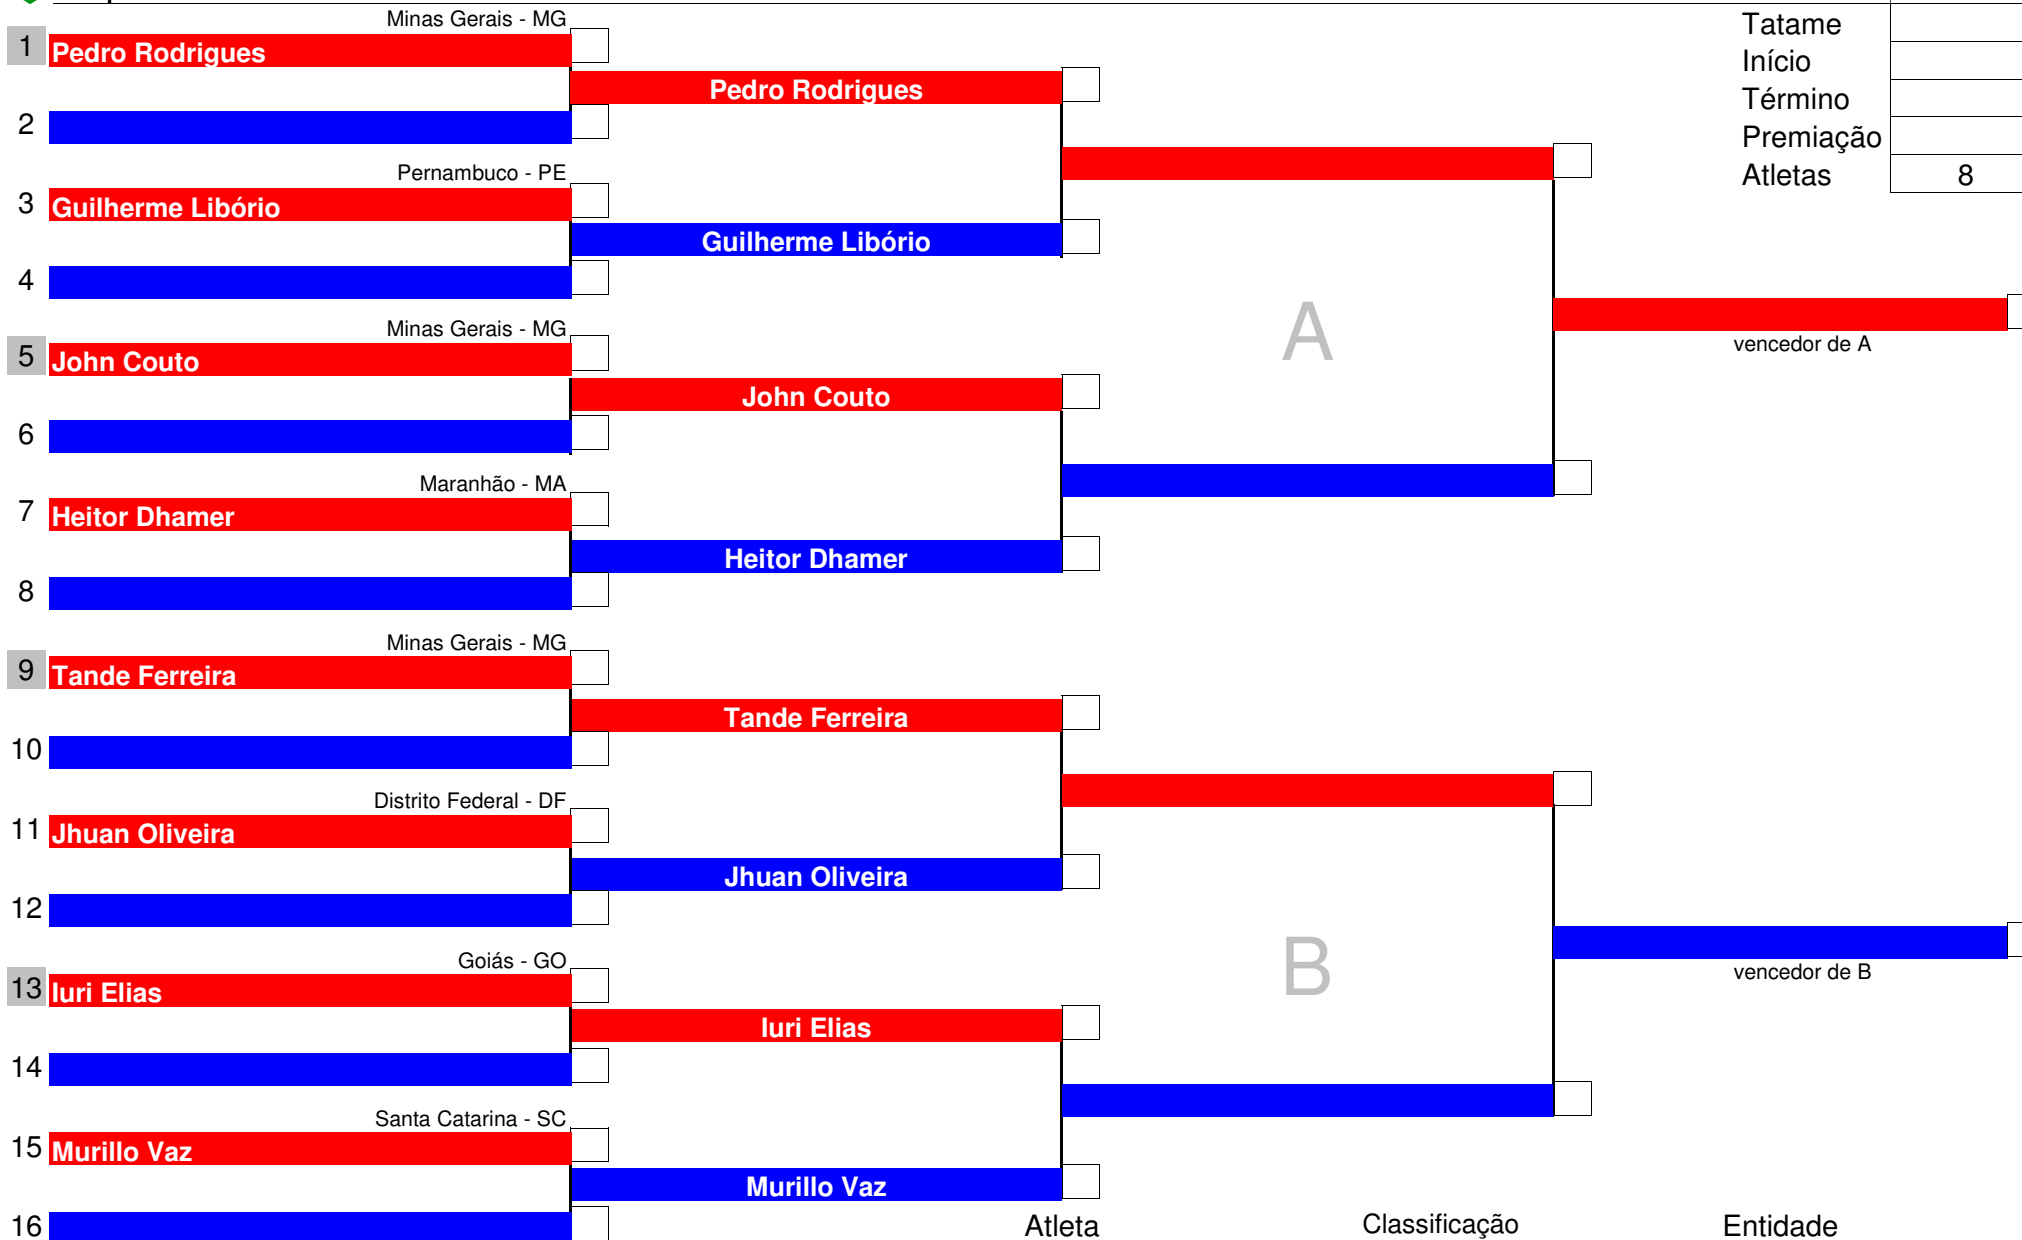 Minas Gerais - MG
Tatame
1 Pedro Rodrigues
Início
Pedro Rodrigues
Término
2
Premiação
Pernambuco - PE
Atletas 8
3 Guilherme Libório
Guilherme Libório
4
Minas Gerais - MG
A
vencedor de A
5 John Couto
John Couto
6
Maranhão - MA
7 Heitor Dhamer
Heitor Dhamer
8
Minas Gerais - MG
9 Tande Ferreira
Tande Ferreira
10
Distrito Federal - DF
11 Jhuan Oliveira
Jhuan Oliveira
12
Goiás - GO
B
vencedor de B
13 Iuri Elias
Iuri Elias
14
Santa Catarina - SC
15 Murillo Vaz
Murillo Vaz
16
Atleta Classificação Entidade